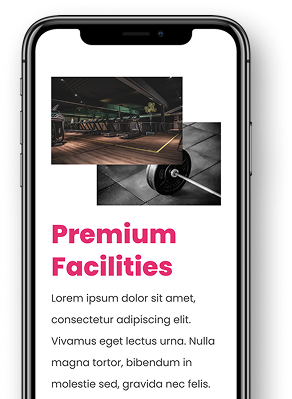 Premium
Facilities
Lorem ipsum dolor sit amet,
consectetur adipiscing elit.
Vivamus eget lectus urna. Nulla
magna tortor, bibendum in
molestie sed, gravida nec felis.